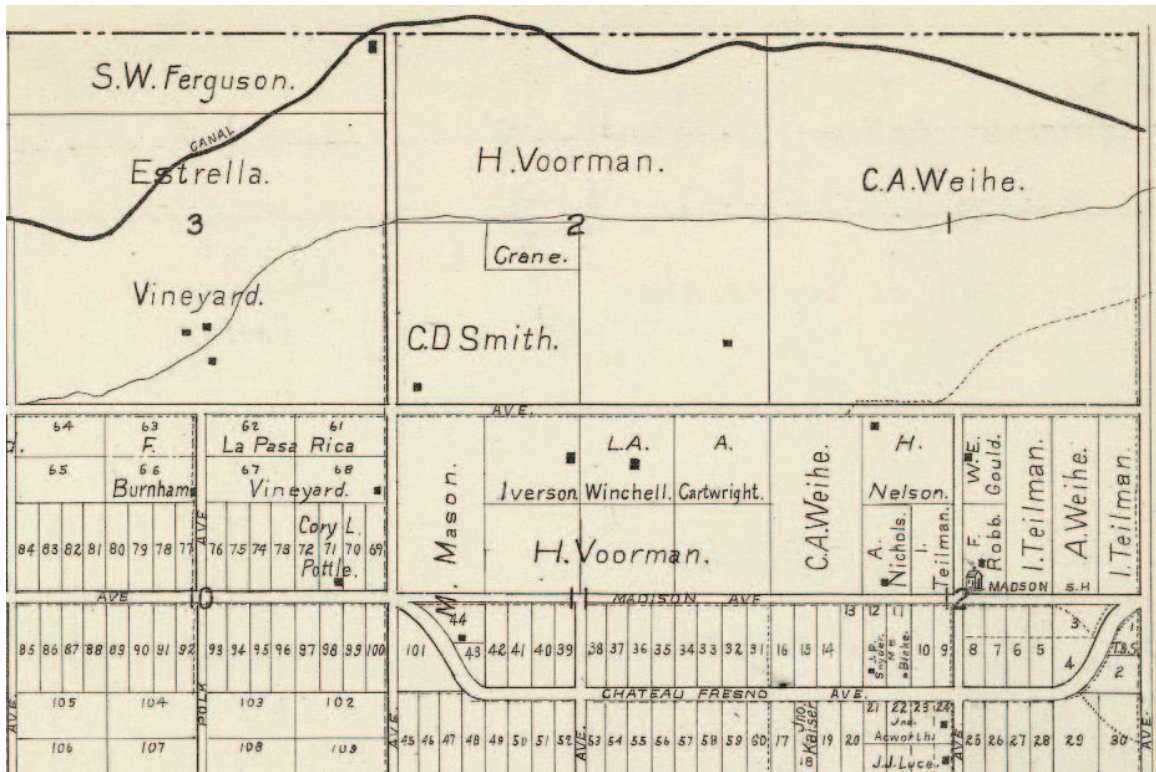 S.W. Ferguson.
CANAL
Estrella.
H.Voorman.
C.A.Weihe.
3
2
1
Crane.
Vineyard.
C.D Smith.
AVE.
64 63 62 61
d. F. La Pasa Rica
L.A. A. H.
65 66 67 68
Burnham Vineyard.
Iverson Winchell. Cartwright. Nelson.
W.E. Gould.
I.Teilman.
A.Weihe.
I.Teilman.
M. Mason.
C.A.Weihe.
AVE
Cory L. Pottle.
84 83 82 81 80 79 78 77 76 75 74 73 72 71 70 69
H.Voorman.
A. Nichols.
I. Teilman.
F. Robb.
MADSON S.H
AVE 10 11 MADISON AVE 12
44 13 12 11 3 1
85 86 87 88 89 90 91 92 93 94 95 96 97 98 99 100 101 43 42 41 40 39 38 37 36 35 34 33 32 31 16 15 14 10 9 8 7 6 5 4 2
Snyder.
Blake.
T.B.S.
CHATEAU FRESNO AVE.
105 104 103 102
21 22 23 24
AVE. POLK AVE. AVE. AVE AVE.
Jno. Kaiser
Jno. Acworth
106 107 108 109 45 46 47 48 49 50 51 52 53 54 55 56 57 58 59 60 17 18 19 20 25 26 27 28 29 30
J.J.Luce.